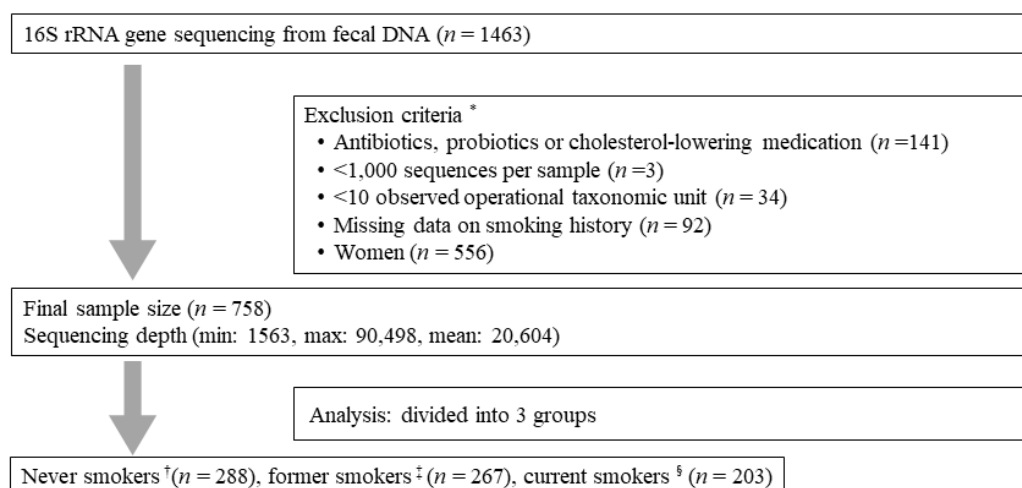 16S rRNA gene sequencing from fecal DNA (n = 1463)
Exclusion criteria *
• Antibiotics, probiotics or cholesterol-lowering medication (n =141)
• <1,000 sequences per sample (n =3)
• <10 observed operational taxonomic unit (n = 34)
• Missing data on smoking history (n = 92)
• Women (n = 556)
Final sample size (n = 758)
Sequencing depth (min: 1563, max: 90,498, mean: 20,604)
Analysis: divided into 3 groups
Never smokers †(n = 288), former smokers ‡ (n = 267), current smokers § (n = 203)